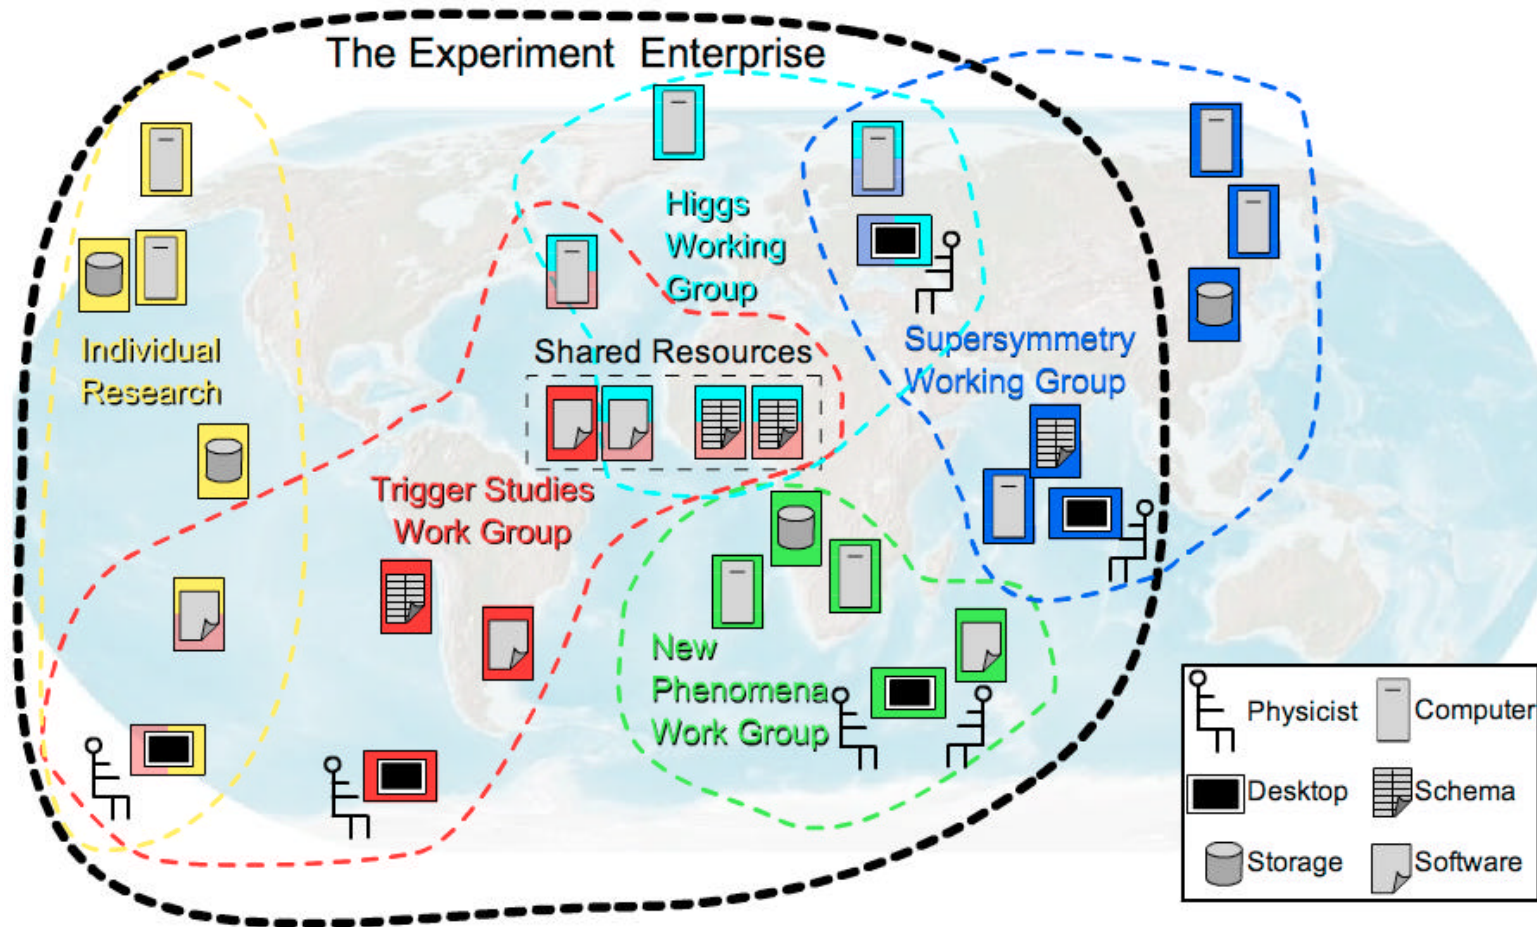 The Experiment Enterprise
Higgs
Working
Group
Individual
Research
Shared Resources
Supersymmetry
Working Group
Trigger Studies
Work Group
New
Phenomena
Work Group
Physicist
Computer
Desktop
Schema
Storage
Software